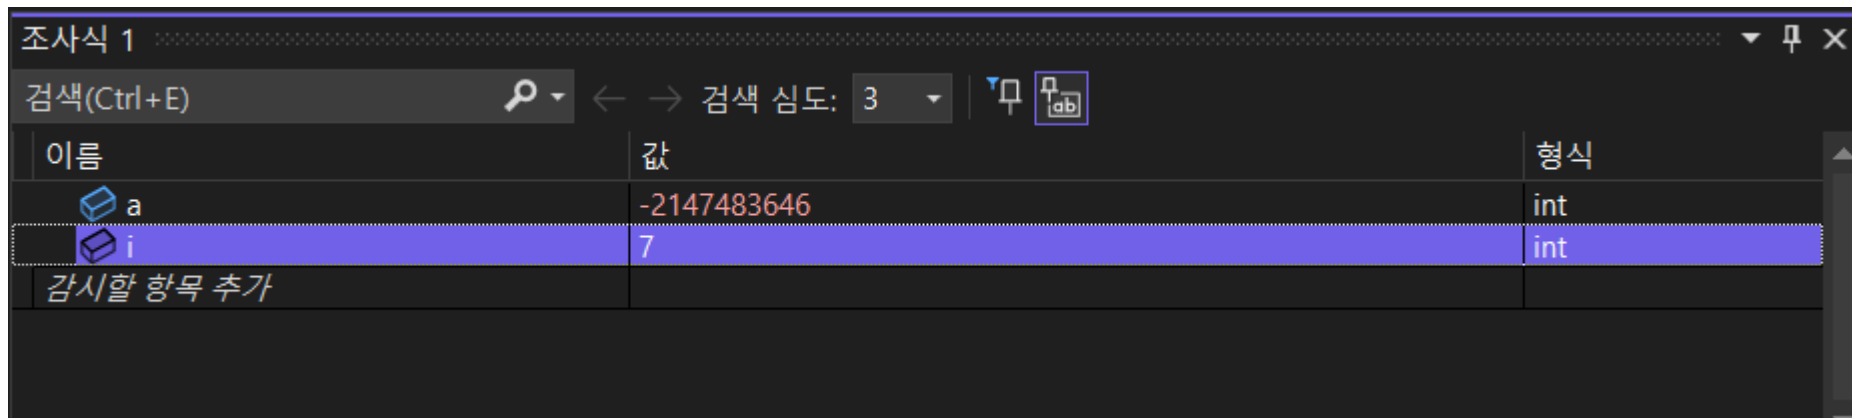 조사식 1
검색(Ctrl+E) 검색 심도: 3 ab
이름 값 형식
a -2147483646 int
i 7 int
감시할 항목 추가